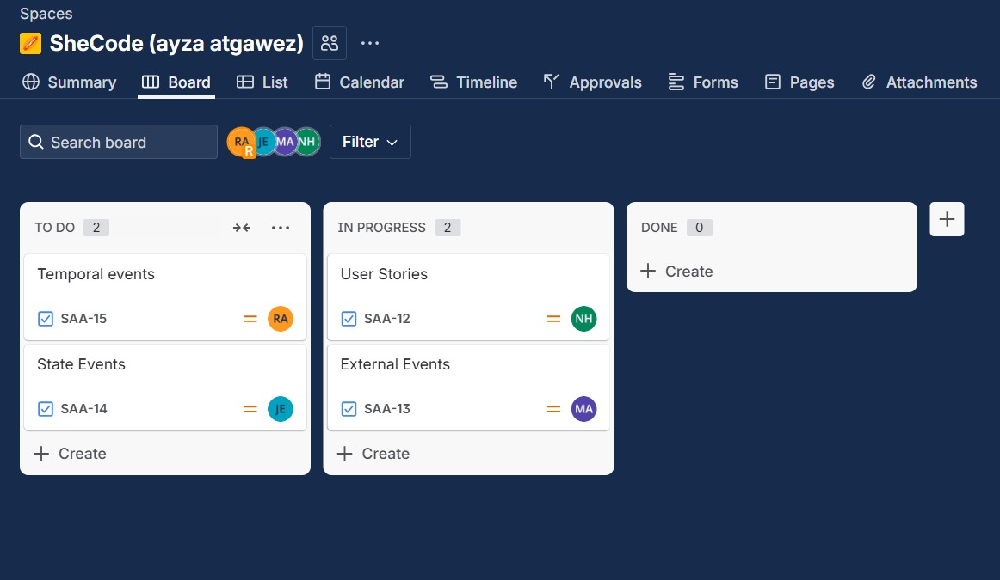 Spaces
SheCode (ayza atgawez)
Summary Board List Calendar Timeline Approvals Forms Pages Attachments
Search board RA R JE MA NH Filter
TO DO 2
Temporal events
SAA-15 RA
State Events
SAA-14 JE
Create
IN PROGRESS 2
User Stories
SAA-12 NH
External Events
SAA-13 MA
Create
DONE 0
Create